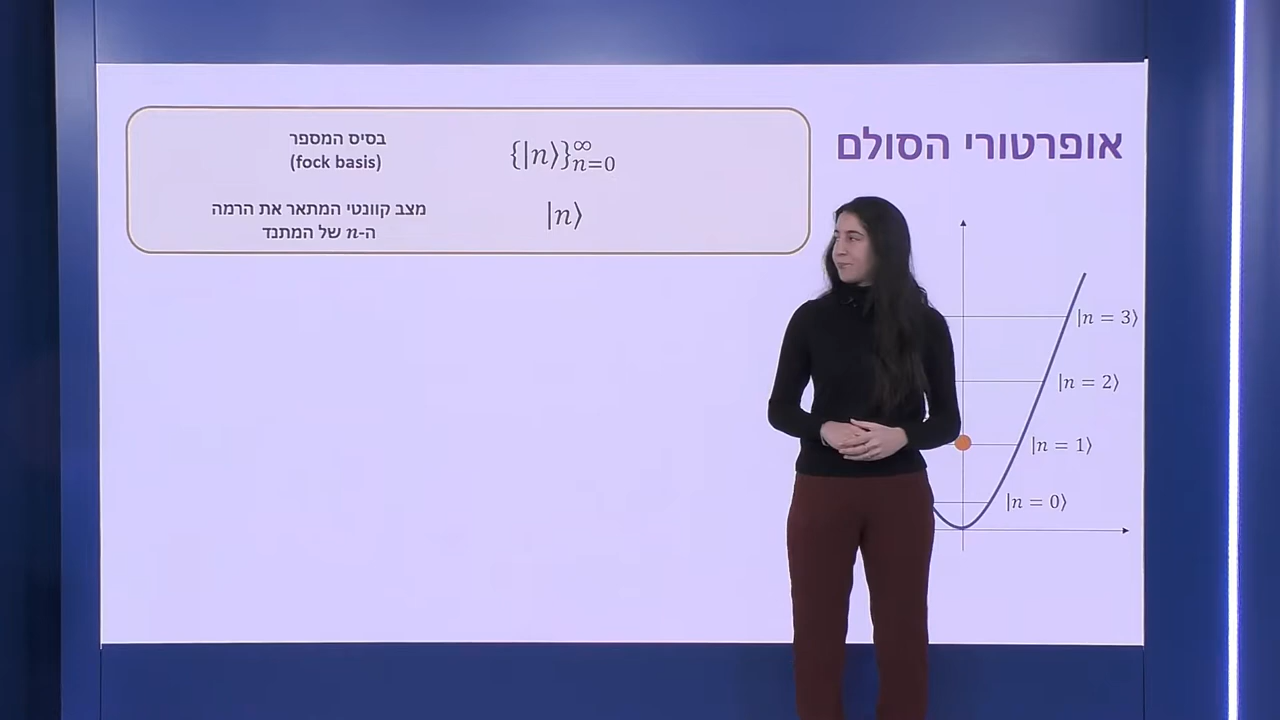 אופרטורי הסולם
{|n⟩}∞n=0
בסיס המספר
(fock basis)
|n⟩
מצב קוונטי המתאר את הרמה
ה-n של המתנד
|n = 3⟩
|n = 2⟩
|n = 1⟩
|n = 0⟩